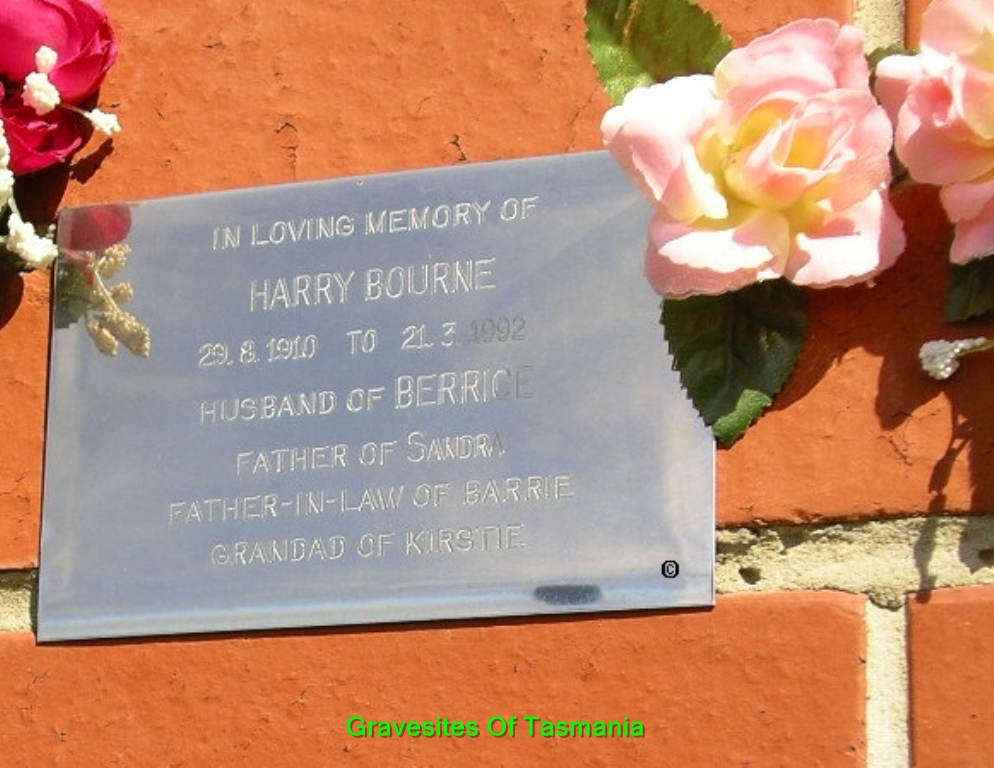 IN LOVING MEMORY OF
HARRY BOURNE
29. 8. 1910 TO 21. 3. 1992
HUSBAND OF BERRICE
FATHER OF SANDRA
FATHER-IN-LAW OF BARRIE
GRANDAD OF KIRSTIE
©
Gravesites Of Tasmania